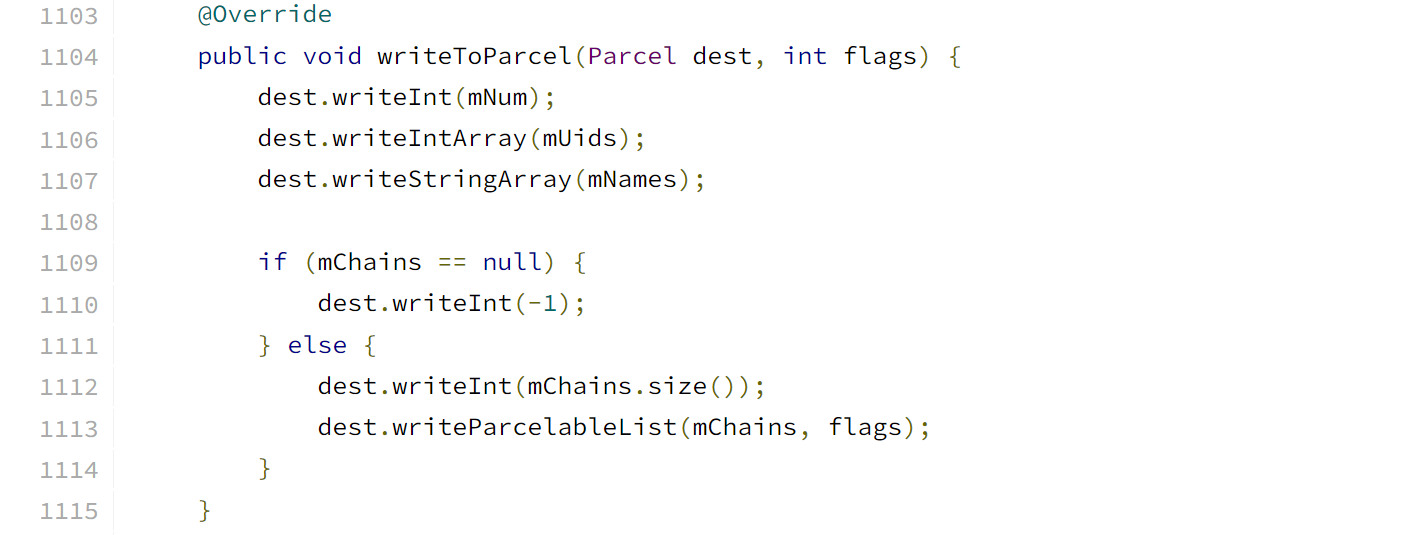 1103 @Override
1104 public void writeToParcel(Parcel dest, int flags) {
1105 dest.writeInt(mNum);
1106 dest.writeIntArray(mUids);
1107 dest.writeStringArray(mNames);
1108
1109 if (mChains == null) {
1110 dest.writeInt(-1);
1111 } else {
1112 dest.writeInt(mChains.size());
1113 dest.writeParcelableList(mChains, flags);
1114 }
1115 }